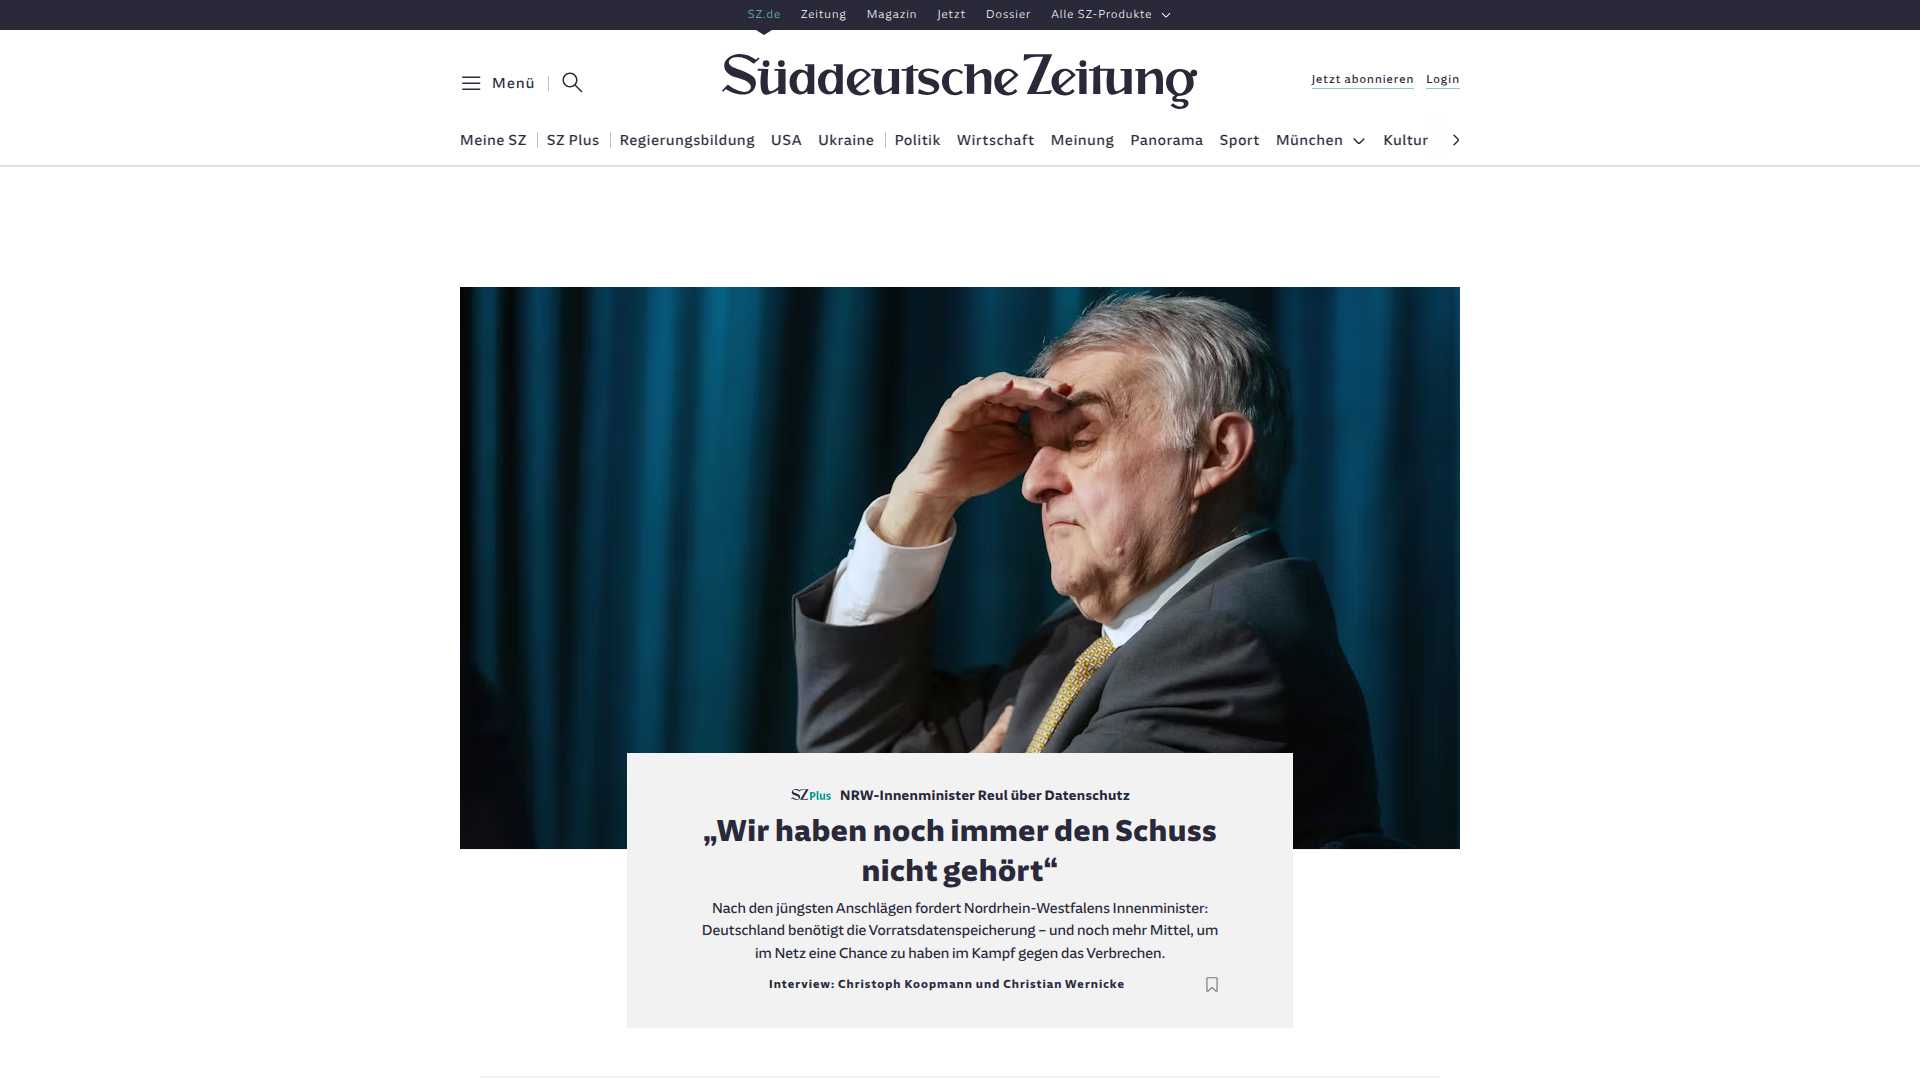 SZ.de Zeitung Magazin Jetzt Dossier Alle SZ-Produkte
Menü
Süddeutsche Zeitung
Jetzt abonnieren Login
Meine SZ SZ Plus Regierungsbildung USA Ukraine Politik Wirtschaft Meinung Panorama Sport München Kultur
SZ Plus NRW-Innenminister Reul über Datenschutz
„Wir haben noch immer den Schuss
nicht gehört“
Nach den jüngsten Anschlägen fordert Nordrhein-Westfalens Innenminister:
Deutschland benötigt die Vorratsdatenspeicherung – und noch mehr Mittel, um
im Netz eine Chance zu haben im Kampf gegen das Verbrechen.
Interview: Christoph Koopmann und Christian Wernicke